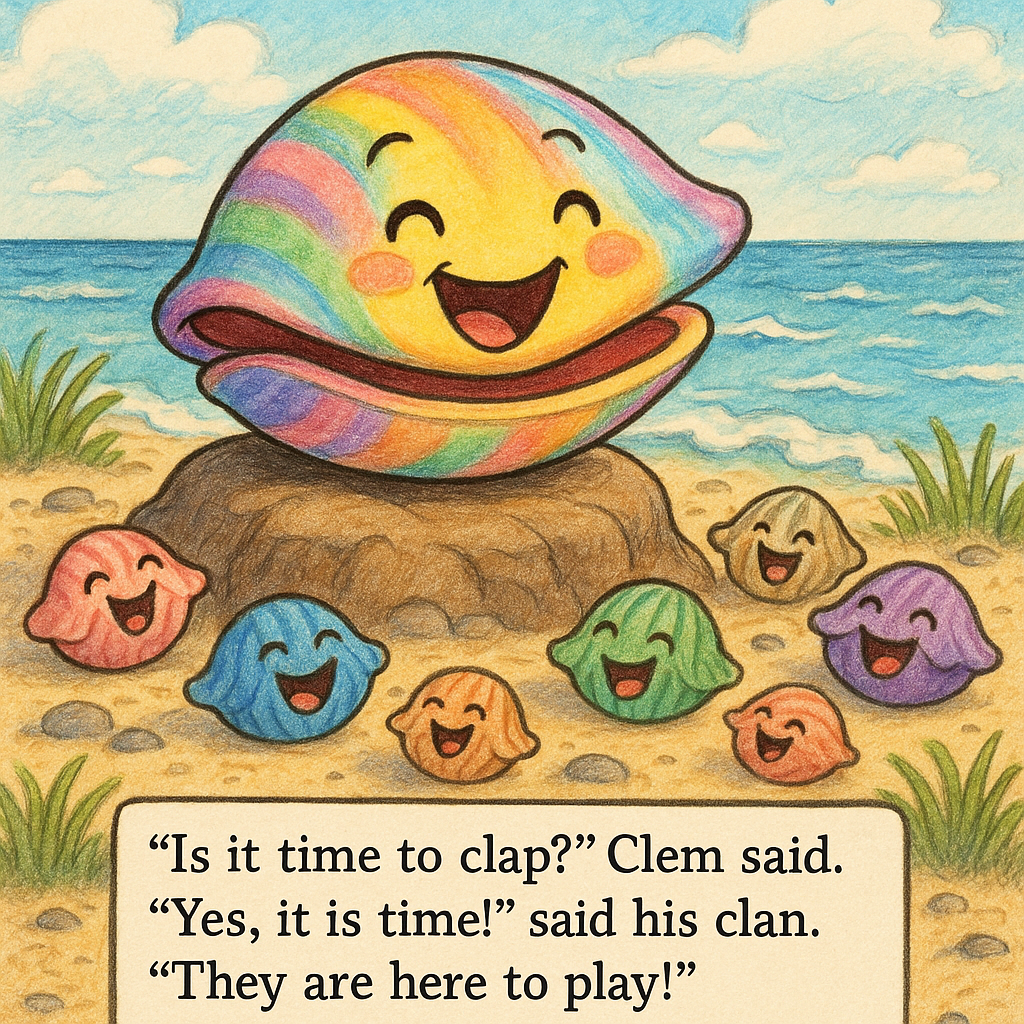 “Is it time to clap?” Clem said.
“Yes, it is time!” said his clan.
“They are here to play!”